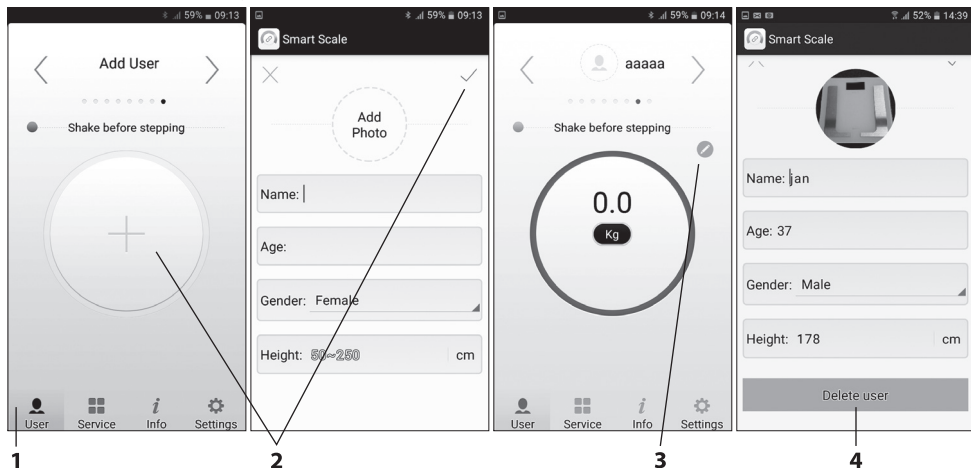 59% 09:13
Add User
Shake before stepping
User Service Info Settings
59% 09:13
Smart Scale
Add
Photo
Name:
Age:
Gender: Female
Height: 50~250 cm
59% 09:14
aaaaa
Shake before stepping
0.0
Kg
User Service Info Settings
52% 14:39
Smart Scale
Name: jan
Age: 37
Gender: Male
Height: 178 cm
Delete user
1 2 3 4